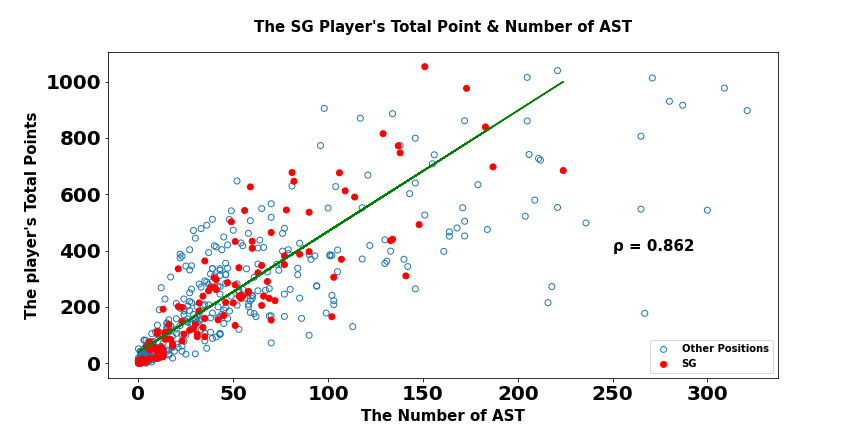 The SG Player's Total Point & Number of AST
The player's Total Points
1000
800
600
400
200
0
ρ = 0.862
Other Positions
SG
0 50 100 150 200 250 300
The Number of AST